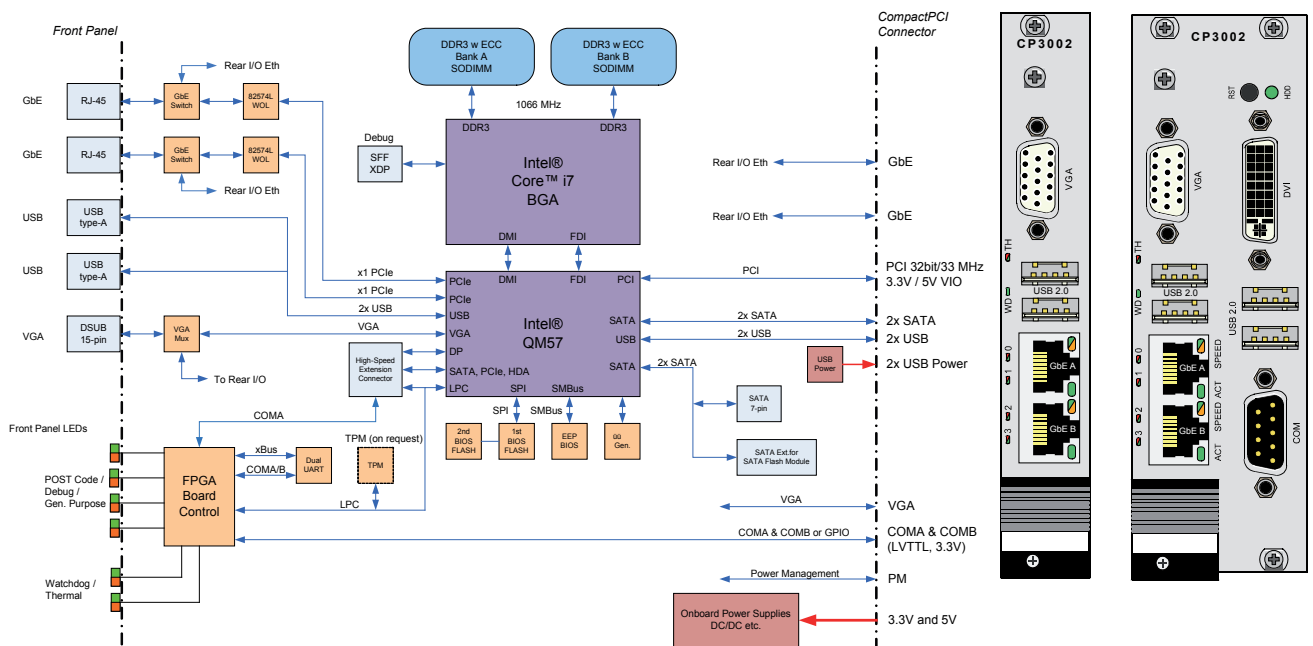 Front Panel
CompactPCI
Connector
GbE
RJ-45
GbE
Switch
82574L
WOL
Rear I/O Eth
GbE
RJ-45
GbE
Switch
82574L
WOL
Rear I/O Eth
USB
USB
type-A
USB
USB
type-A
VGA
DSUB
15-pin
VGA
Mux
To Rear I/O
DDR3 w ECC
Bank A
SODIMM
DDR3 w ECC
Bank B
SODIMM
1066 MHz
DDR3
DDR3
Debug
SFF
XDP
Intel®
Core™ i7
BGA
DMI
FDI
DMI
FDI
x1 PCIe
x1 PCIe
2x USB
VGA
PCIe
PCIe
USB
VGA
DP
SATA, PCIe, HDA
LPC
Intel®
QM57
PCI
SATA
USB
SATA
SPI
SMBus
High-Speed
Extension
Connector
SPI
SMBus
2nd
BIOS
FLASH
1st
BIOS
FLASH
EEP
BIOS
Gen.
Rear I/O Eth
GbE
Rear I/O Eth
GbE
PCI
PCI 32bit/33 MHz
3.3V / 5V VIO
2x SATA
2x SATA
2x USB
2x USB
2x SATA
USB
Power
2x USB Power
SATA
7-pin
SATA Ext.for
SATA Flash Module
COMA
Front Panel LEDs
POST Code /
Debug /
Gen. Purpose
Watchdog /
Thermal
FPGA
Board
Control
xBus
COMA/B
Dual
UART
TPM (on request)
TPM
LPC
VGA
VGA
COMA & COMB or GPIO
COMA & COMB
(LVTTL, 3.3V)
Power Management
PM
Onboard Power Supplies
DC/DC etc.
3.3V and 5V
CP3002
VGA
TH
WD
USB 2.0
0
1
2
3
GbE A
GbE B
CP3002
RST
HDD
VGA
DVI
TH
WD
USB 2.0
USB 2.0
0
1
2
3
GbE A
GbE B
SPEED
ACT
SPEED
ACT
COM